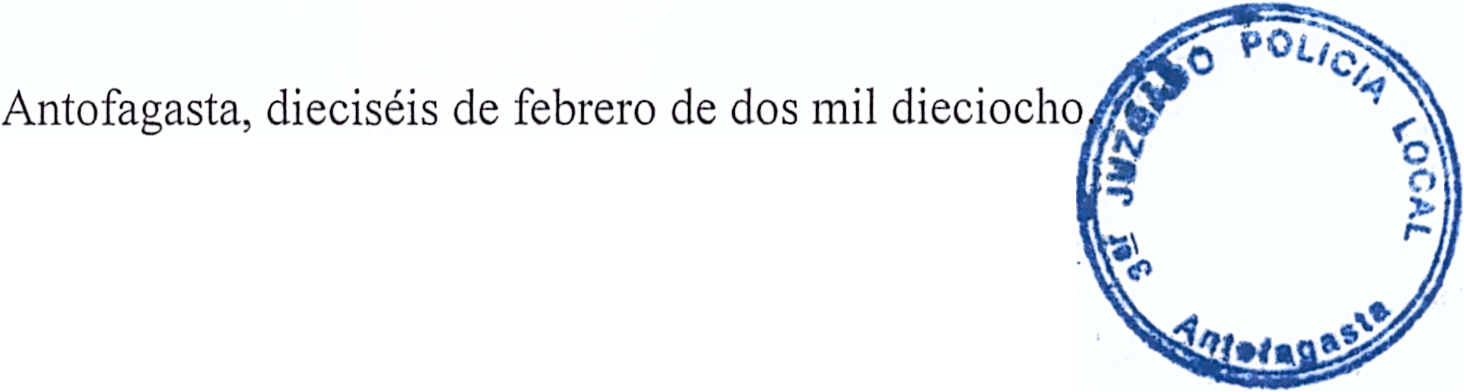 Antofagasta, dieciséis de febrero de dos mil dieciocho.
3er JUZGADO POLICIA LOCAL
Antofagasta